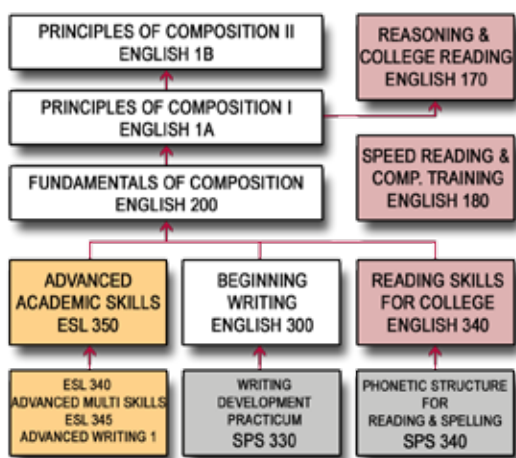 PRINCIPLES OF COMPOSITION II
ENGLISH 1B
REASONING &
COLLEGE READING
ENGLISH 170
PRINCIPLES OF COMPOSITION I
ENGLISH 1A
SPEED READING &
COMP. TRAINING
ENGLISH 180
FUNDAMENTALS OF COMPOSITION
ENGLISH 200
ADVANCED
ACADEMIC SKILLS
ESL 350
BEGINNING
WRITING
ENGLISH 300
READING SKILLS
FOR COLLEGE
ENGLISH 340
ESL 340
ADVANCED MULTI SKILLS
ESL 345
ADVANCED WRITING 1
WRITING
DEVELOPMENT
PRACTICUM
SPS 330
PHONETIC STRUCTURE
FOR
READING & SPELLING
SPS 340